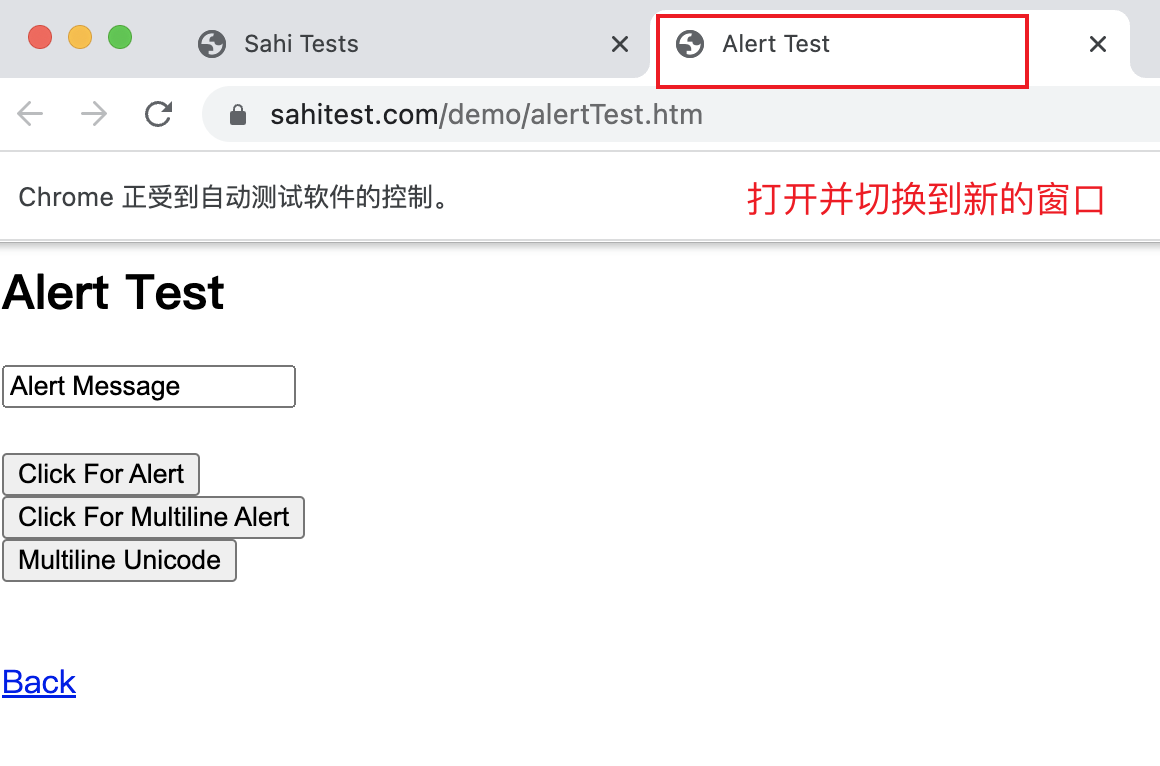 Sahi Tests
Alert Test
sahitest.com/demo/alertTest.htm
Chrome 正受到自动测试软件的控制。
打开并切换到新的窗口
Alert Test
Alert Message
Click For Alert
Click For Multiline Alert
Multiline Unicode
Back